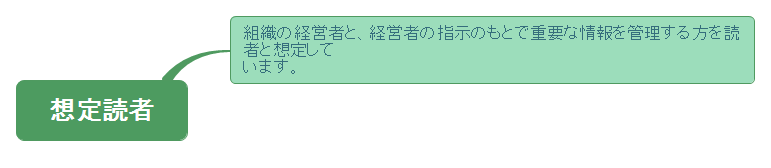 組織の経営者と、経営者の指示のもとで重要な情報を管理する方を読
者と想定して
います。
想定読者